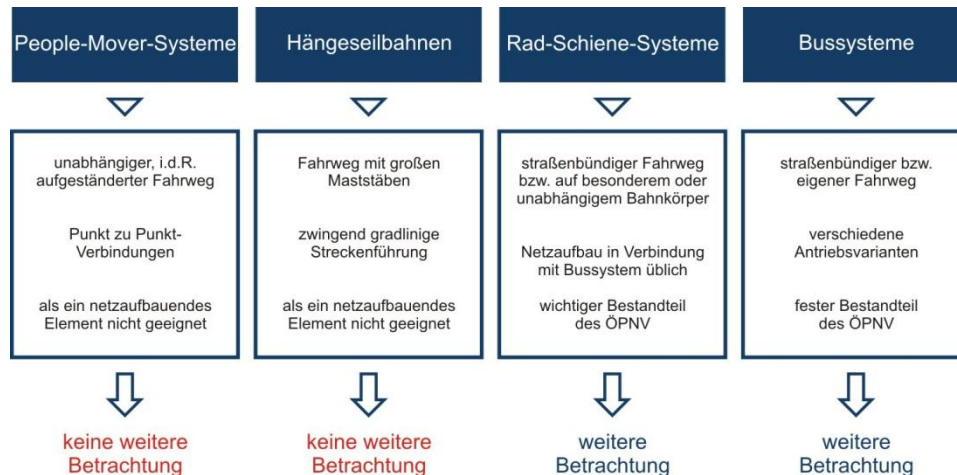 People-Mover-Systeme
unabhängiger, i.d.R.
aufgeständerter Fahrweg
Punkt zu Punkt-
Verbindungen
als ein netzaufbauendes
Element nicht geeignet
keine weitere
Betrachtung
Hängeseilbahnen
Fahrweg mit großen
Maststäben
zwingend gradlinige
Streckenführung
als ein netzaufbauendes
Element nicht geeignet
keine weitere
Betrachtung
Rad-Schiene-Systeme
straßenbündiger Fahrweg
bzw. auf besonderem oder
unabhängigem Bahnkörper
Netzaufbau in Verbindung
mit Bussystem üblich
wichtiger Bestandteil
des ÖPNV
weitere
Betrachtung
Bussysteme
straßenbündiger bzw.
eigener Fahrweg
verschiedene
Antriebsvarianten
fester Bestandteil
des ÖPNV
weitere
Betrachtung